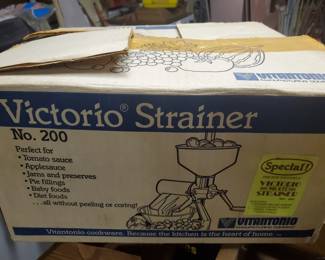 VITANTONIO
Victorio® Strainer
No. 200
Perfect for
• Tomato sauce
• Applesauce
• Jams and preserves
• Pie fillings
• Baby foods
• Diet foods
. . . all without peeling or coring!
Special!
VICTORIO
STRAINER
VITANTONIO
Vitantonio cookware. Because the kitchen is the heart of home